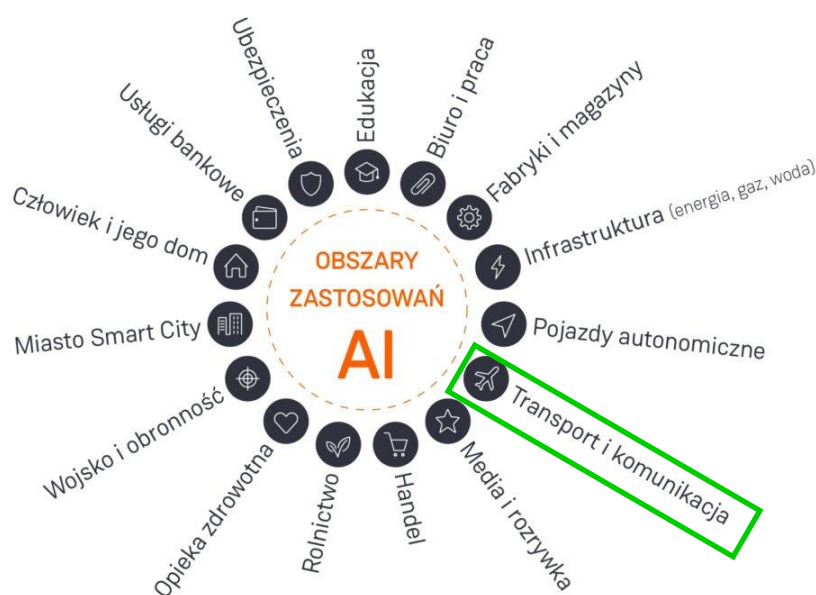 OBSZARY
ZASTOSOWAŃ
AI
Edukacja
Biuro i praca
Fabryki i magazyny
Infrastruktura (energia, gaz, woda)
Pojazdy autonomiczne
Transport i komunikacja
Media i rozrywka
Handel
Rolnictwo
Opieka zdrowotna
Wojsko i obronność
Miasto Smart City
Człowiek i jego dom
Usługi bankowe
Ubezpieczenia